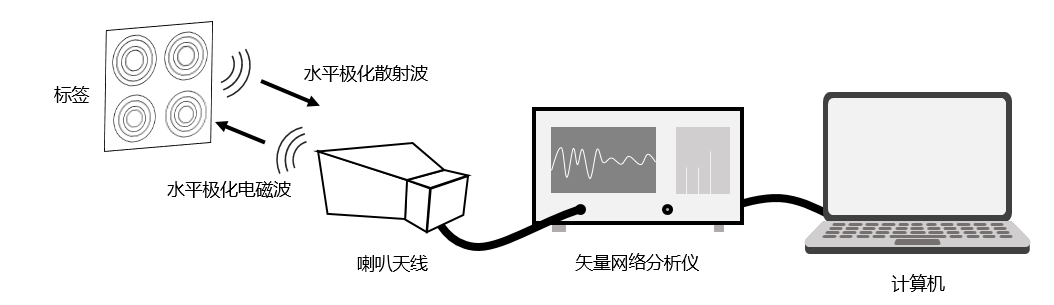 水平极化散射波
标签
水平极化电磁波
喇叭天线
矢量网络分析仪
计算机